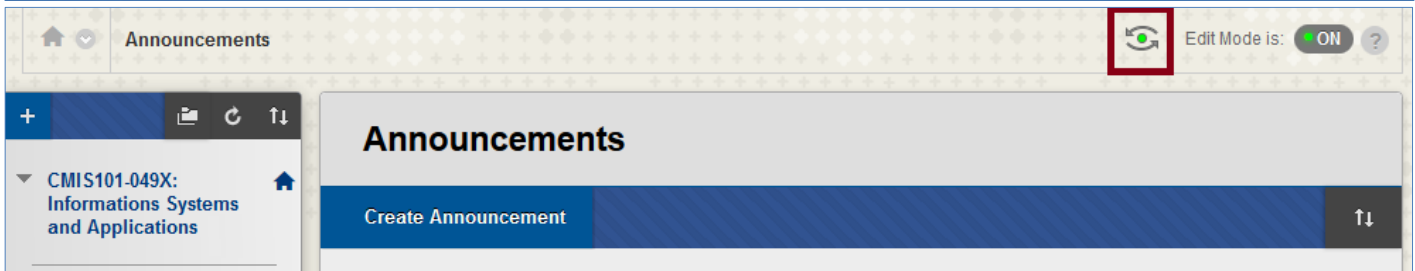 Announcements
Edit Mode is: ON ?
Announcements
CMIS101-049X:
Informations Systems
and Applications
Create Announcement